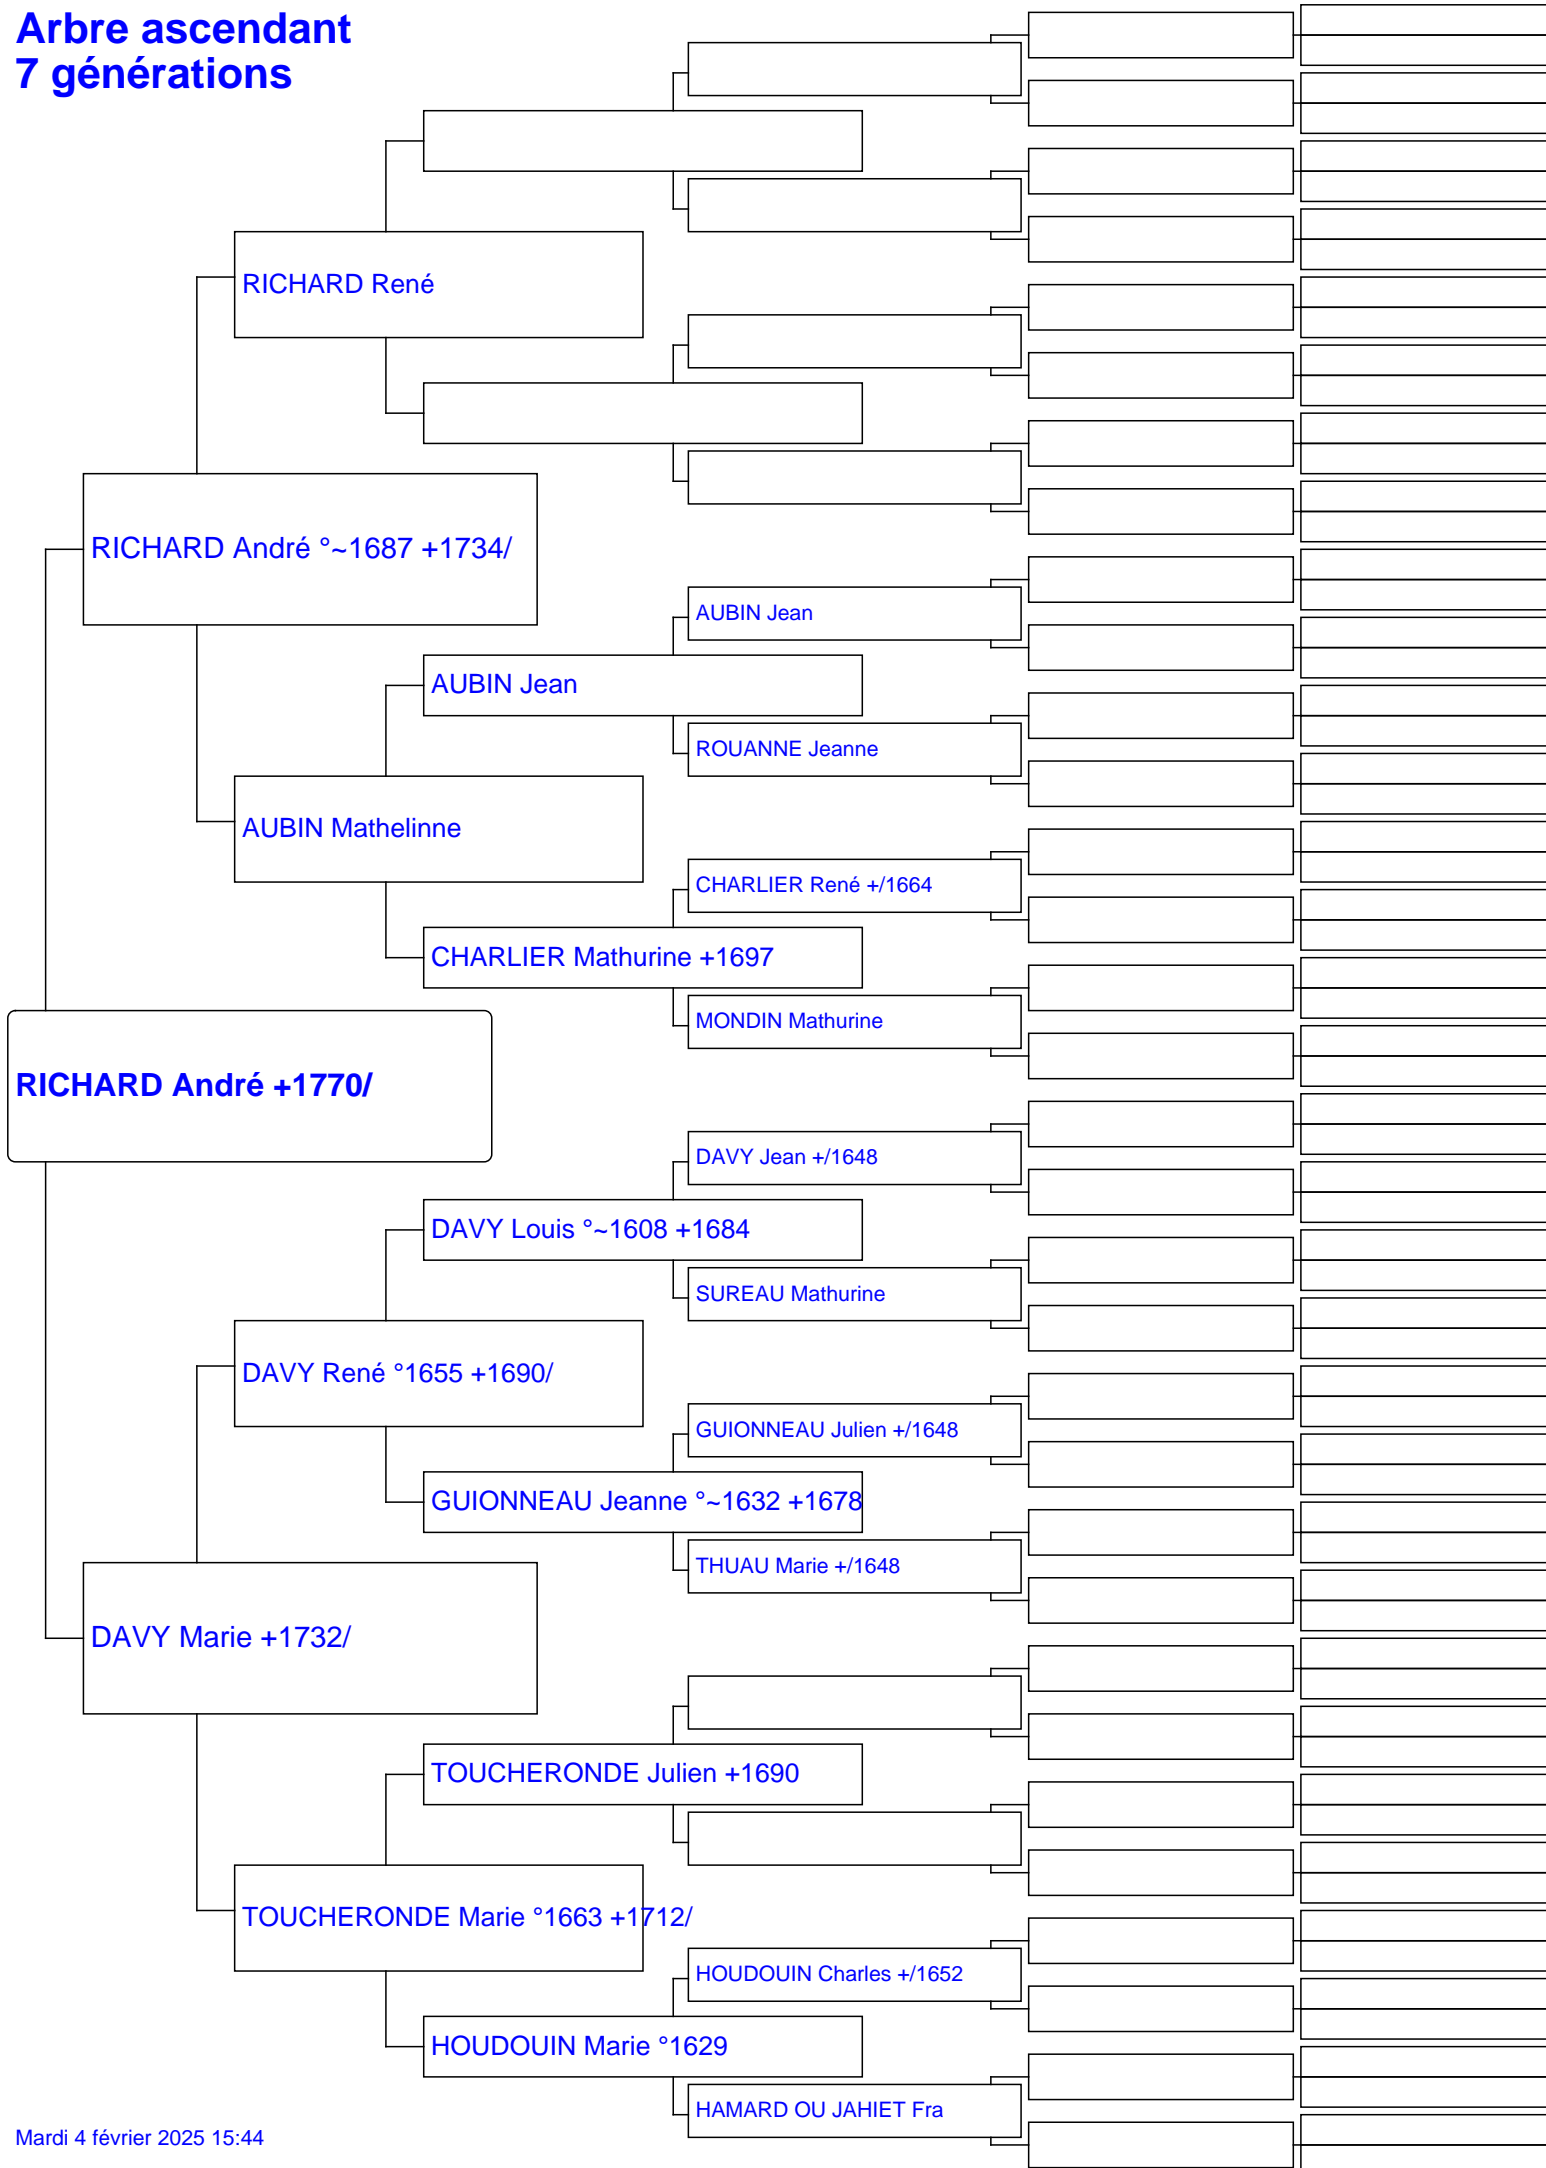 Arbre ascendant
7 générations
RICHARD René
RICHARD André °~1687 +1734/
AUBIN Jean
AUBIN Jean
ROUANNE Jeanne
AUBIN Mathelinne
CHARLIER René +/1664
CHARLIER Mathurine +1697
MONDIN Mathurine
RICHARD André +1770/
DAVY Jean +/1648
DAVY Louis °~1608 +1684
SUREAU Mathurine
DAVY René °1655 +1690/
GUIONNEAU Julien +/1648
GUIONNEAU Jeanne °~1632 +1678
THUAU Marie +/1648
DAVY Marie +1732/
TOUCHERONDE Julien +1690
TOUCHERONDE Marie °1663 +1712/
HOUDOUIN Charles +/1652
HOUDOUIN Marie °1629
HAMARD OU JAHIET Fra
Mardi 4 février 2025 15:44